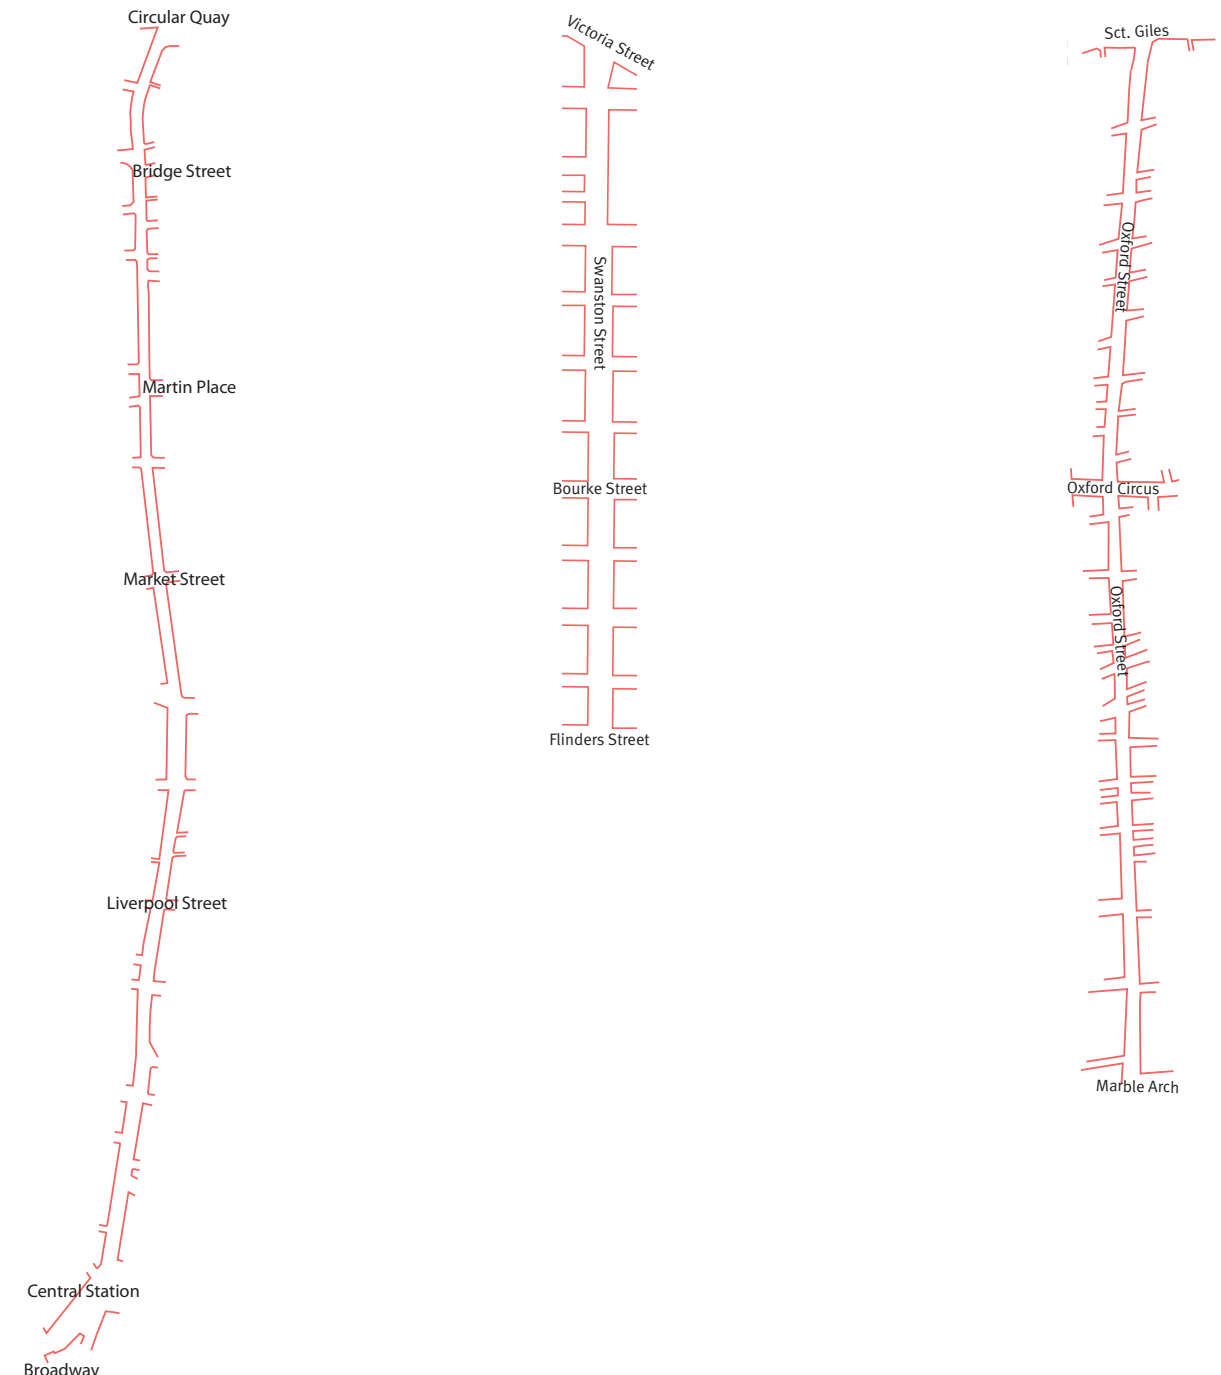 Circular Quay
Bridge Street
Martin Place
Market Street
Liverpool Street
Central Station
Broadway
Victoria Street
Swanston Street
Bourke Street
Flinders Street
Sct. Giles
Oxford Street
Oxford Circus
Oxford Street
Marble Arch